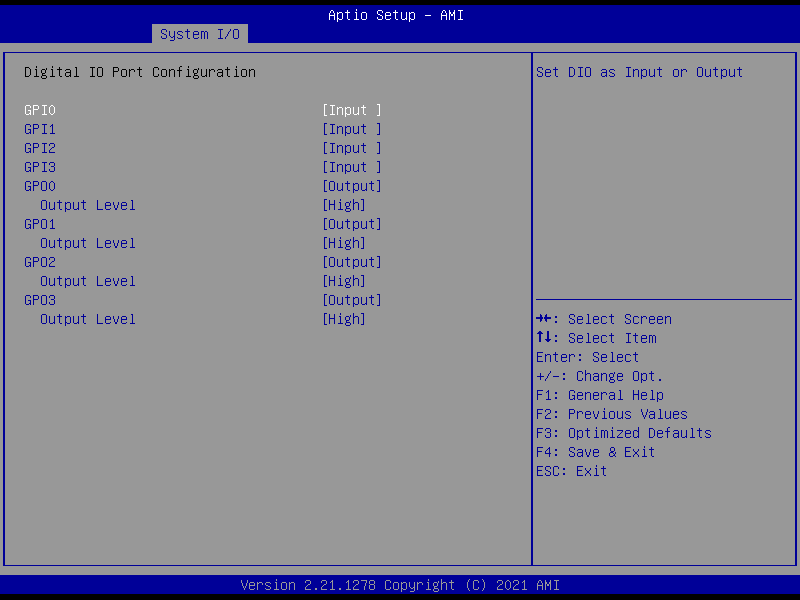 Aptio Setup – AMI
System I/O
Digital IO Port Configuration
GPI0 [Input ]
GPI1 [Input ]
GPI2 [Input ]
GPI3 [Input ]
GPO0 [Output]
Output Level [High]
GPO1 [Output]
Output Level [High]
GPO2 [Output]
Output Level [High]
GPO3 [Output]
Output Level [High]
Set DIO as Input or Output
→←: Select Screen
↑↓: Select Item
Enter: Select
+/–: Change Opt.
F1: General Help
F2: Previous Values
F3: Optimized Defaults
F4: Save & Exit
ESC: Exit
Version 2.21.1278 Copyright (C) 2021 AMI